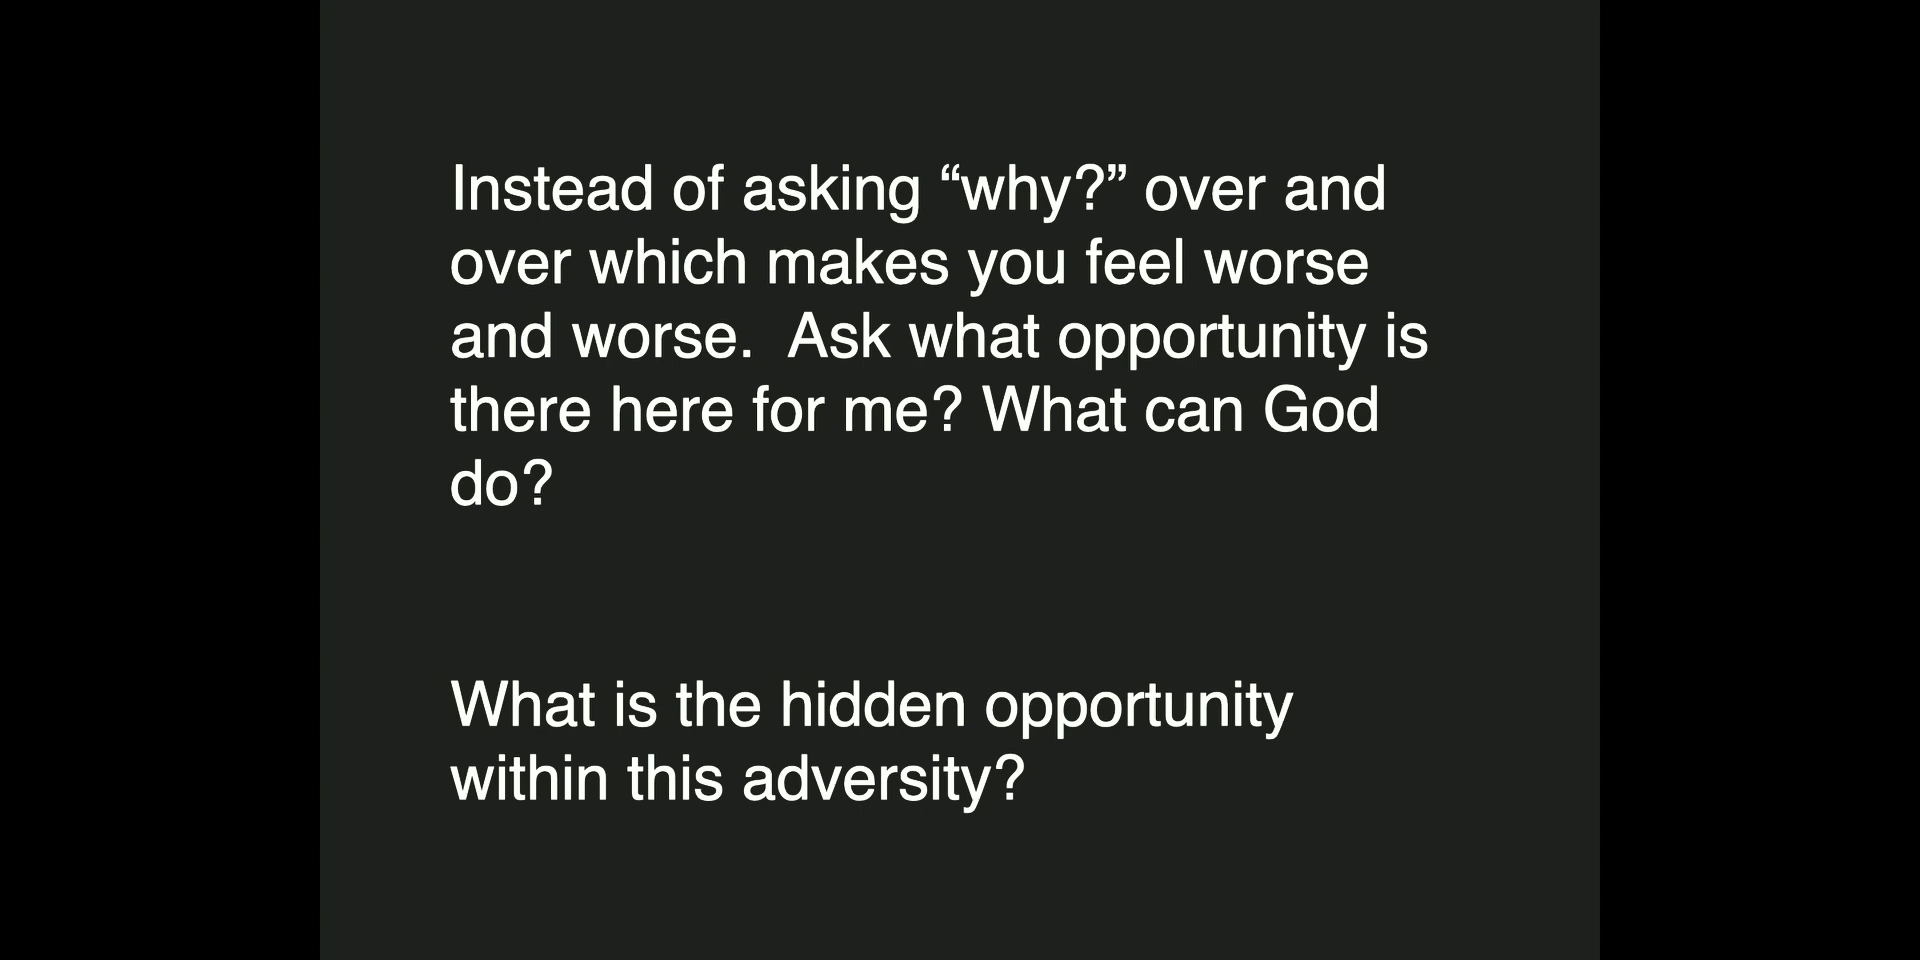 Instead of asking “why?” over and
over which makes you feel worse
and worse.  Ask what opportunity is
there here for me? What can God
do?
What is the hidden opportunity
within this adversity?